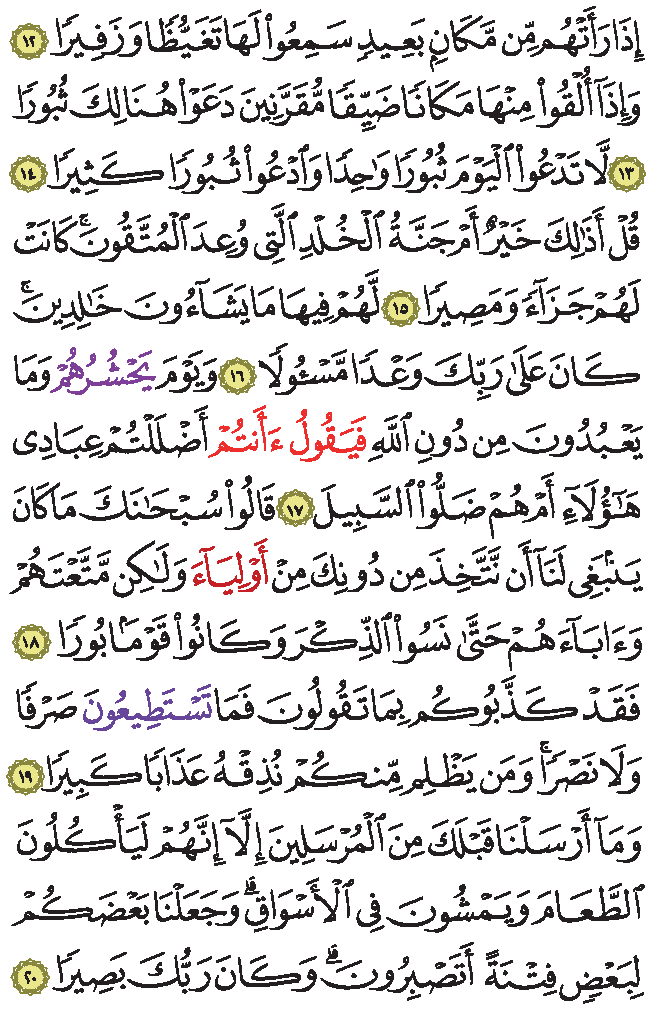 إِذَا رَأَتْهُم مِّن مَّكَانٍۭ بَعِيدٍ سَمِعُوا۟ لَهَا تَغَيُّظًا وَزَفِيرًا ١٢
وَإِذَآ أُلْقُوا۟ مِنْهَا مَكَانًا ضَيِّقًا مُّقَرَّنِينَ دَعَوْا۟ هُنَالِكَ ثُبُورًا
١٣ لَّا تَدْعُوا۟ ٱلْيَوْمَ ثُبُورًا وَٰحِدًا وَٱدْعُوا۟ ثُبُورًا كَثِيرًا ١٤
قُلْ أَذَٰلِكَ خَيْرٌ أَمْ جَنَّةُ ٱلْخُلْدِ ٱلَّتِى وُعِدَ ٱلْمُتَّقُونَۚ كَانَتْ
لَهُمْ جَزَآءً وَمَصِيرًا ١٥ لَّهُمْ فِيهَا مَا يَشَآءُونَ خَٰلِدِينَۚ
كَانَ عَلَىٰ رَبِّكَ وَعْدًا مَّسْـُٔولًا ١٦ وَيَوْمَ يَحْشُرُهُمْ وَمَا
يَعْبُدُونَ مِن دُونِ ٱللَّهِ فَيَقُولُ ءَأَنتُمْ أَضْلَلْتُمْ عِبَادِى
هَٰٓؤُلَآءِ أَمْ هُمْ ضَلُّوا۟ ٱلسَّبِيلَ ١٧ قَالُوا۟ سُبْحَٰنَكَ مَا كَانَ
يَنۢبَغِى لَنَآ أَن نَّتَّخِذَ مِن دُونِكَ مِنْ أَوْلِيَآءَ وَلَٰكِن مَّتَّعْتَهُمْ
وَءَابَآءَهُمْ حَتَّىٰ نَسُوا۟ ٱلذِّكْرَ وَكَانُوا۟ قَوْمًۢا بُورًا ١٨
فَقَدْ كَذَّبُوكُم بِمَا تَقُولُونَ فَمَا تَسْتَطِيعُونَ صَرْفًا
وَلَا نَصْرًاۚ وَمَن يَظْلِم مِّنكُمْ نُذِقْهُ عَذَابًا كَبِيرًا ١٩
وَمَآ أَرْسَلْنَا قَبْلَكَ مِنَ ٱلْمُرْسَلِينَ إِلَّآ إِنَّهُمْ لَيَأْكُلُونَ
ٱلطَّعَامَ وَيَمْشُونَ فِى ٱلْأَسْوَاقِۗ وَجَعَلْنَا بَعْضَكُمْ
لِبَعْضٍ فِتْنَةً أَتَصْبِرُونَۗ وَكَانَ رَبُّكَ بَصِيرًا ٢٠